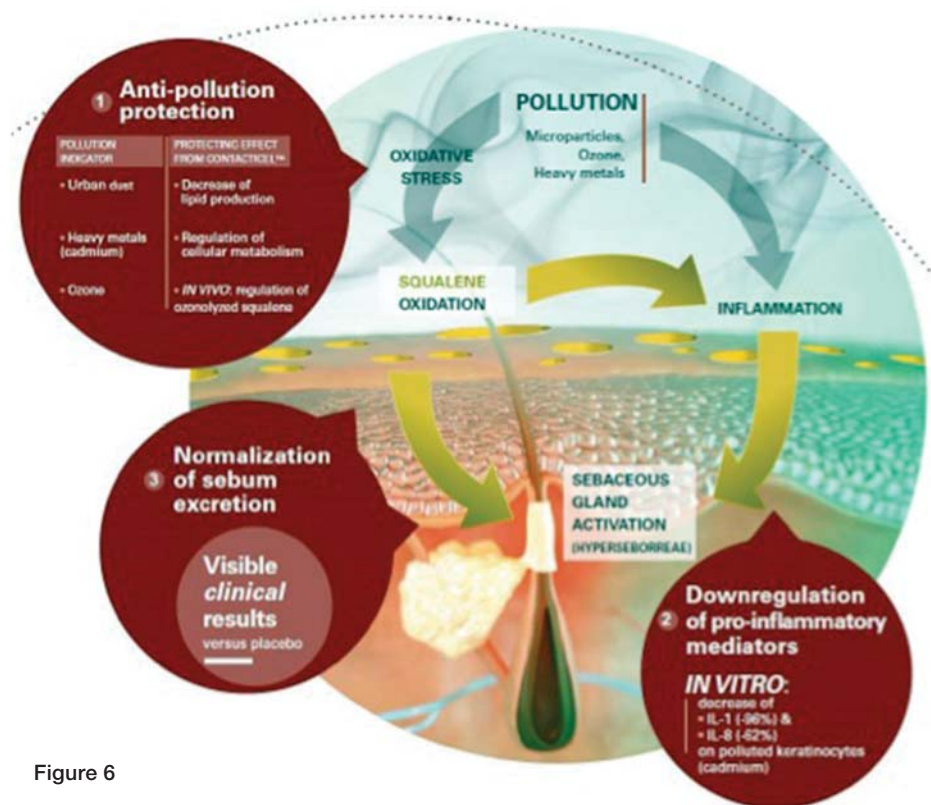 1 Anti-pollution
protection
POLLUTION
INDICATOR
PROTECTING EFFECT
FROM CONTACTICEL™
• Urban dust
• Decrease of
lipid production
• Heavy metals
(cadmium)
• Regulation of
cellular metabolism
• Ozone
• IN VIVO: regulation of
ozonolyzed squalene
POLLUTION
Microparticles,
Ozone,
Heavy metals
OXIDATIVE
STRESS
SQUALENE
OXIDATION
INFLAMMATION
SEBACEOUS
GLAND
ACTIVATION
(HYPERSEBORREAE)
3 Normalization
of sebum
excretion
Visible
clinical
results
versus placebo
2 Downregulation
of pro-inflammatory
mediators
IN VITRO:
decrease of
• IL-1 (-96%) &
• IL-8 (-62%)
on polluted keratinocytes
(cadmium)
Figure 6